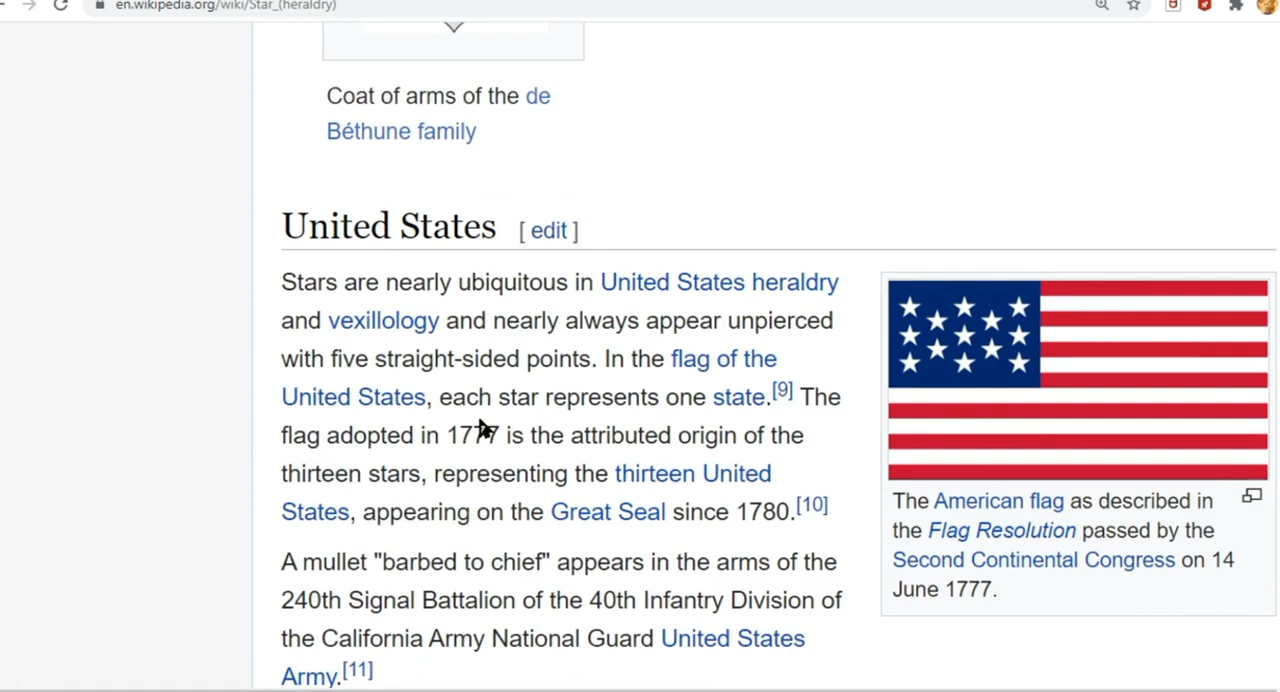 en.wikipedia.org/wiki/Star_(heraldry)
Coat of arms of the de
Béthune family
United States [ edit ]
Stars are nearly ubiquitous in United States heraldry
and vexillology and nearly always appear unpierced
with five straight-sided points. In the flag of the
United States, each star represents one state.[9] The
flag adopted in 1777 is the attributed origin of the
thirteen stars, representing the thirteen United
States, appearing on the Great Seal since 1780.[10]
A mullet "barbed to chief" appears in the arms of the
240th Signal Battalion of the 40th Infantry Division of
the California Army National Guard United States
Army.[11]
The American flag as described in
the Flag Resolution passed by the
Second Continental Congress on 14
June 1777.